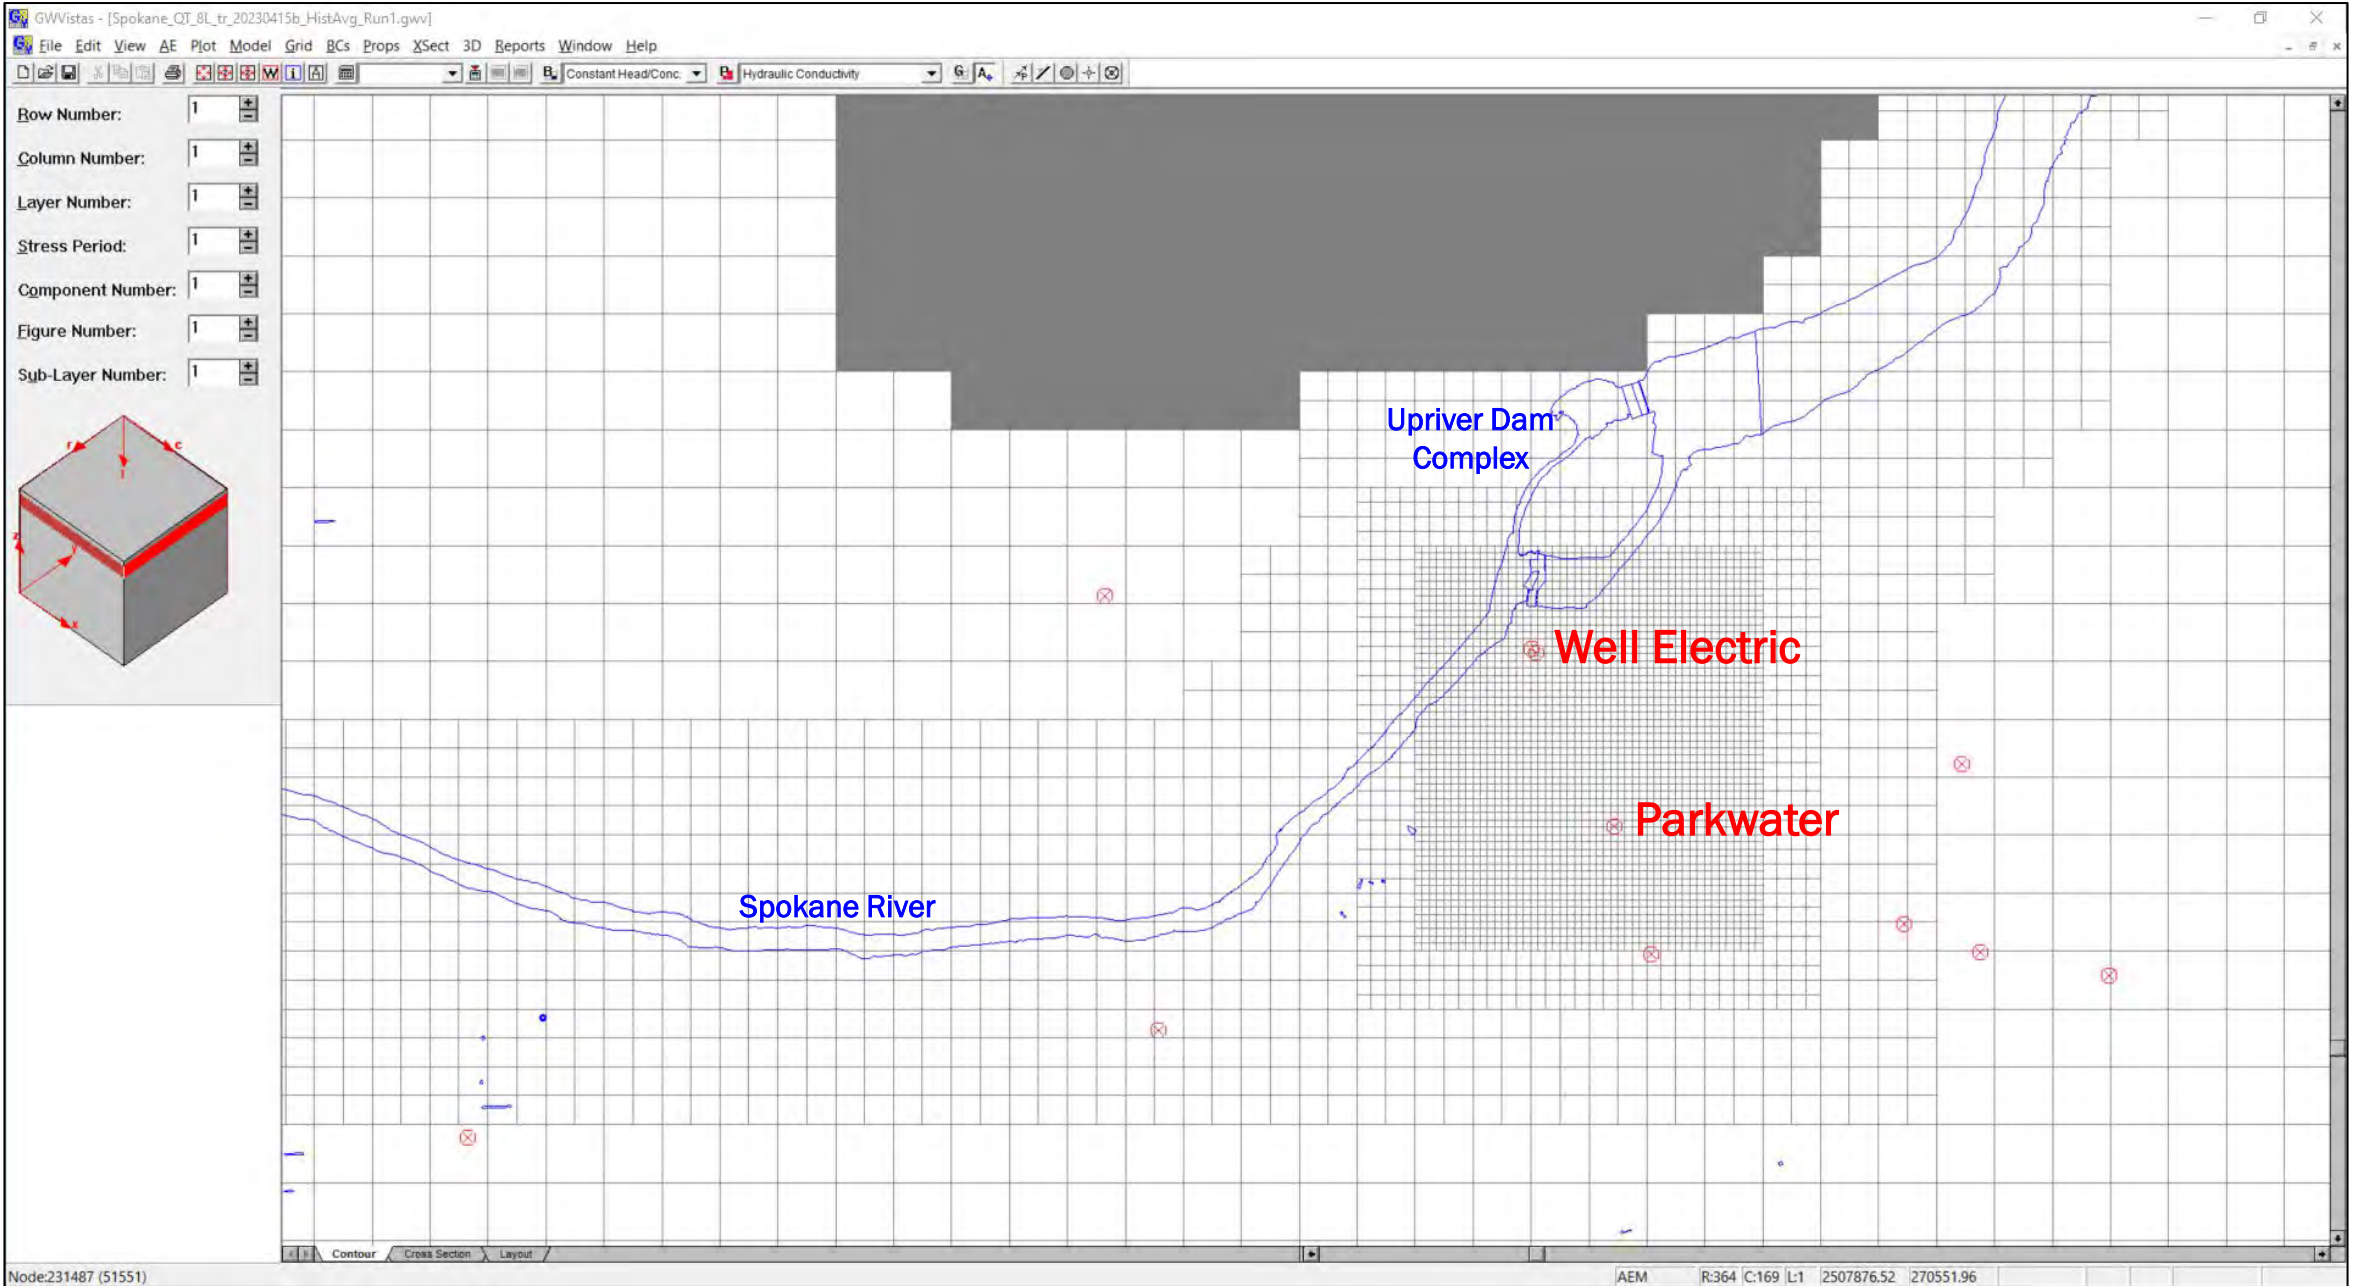 GWVistas - [Spokane_QT_8L_tr_20230415b_HistAvg_Run1.gwv]
File Edit View AE Plot Model Grid BCs Props XSect 3D Reports Window Help
Constant Head/Conc. Hydraulic Conductivity
Row Number: 1
Column Number: 1
Layer Number: 1
Stress Period: 1
Component Number: 1
Figure Number: 1
Sub-Layer Number: 1
r c
l
z y
x
Upriver Dam
Complex
Well Electric
Parkwater
Spokane River
Contour Cross Section Layout
Node:231487 (51551) AEM R:364 C:169 L:1 2507876.52 270551.96